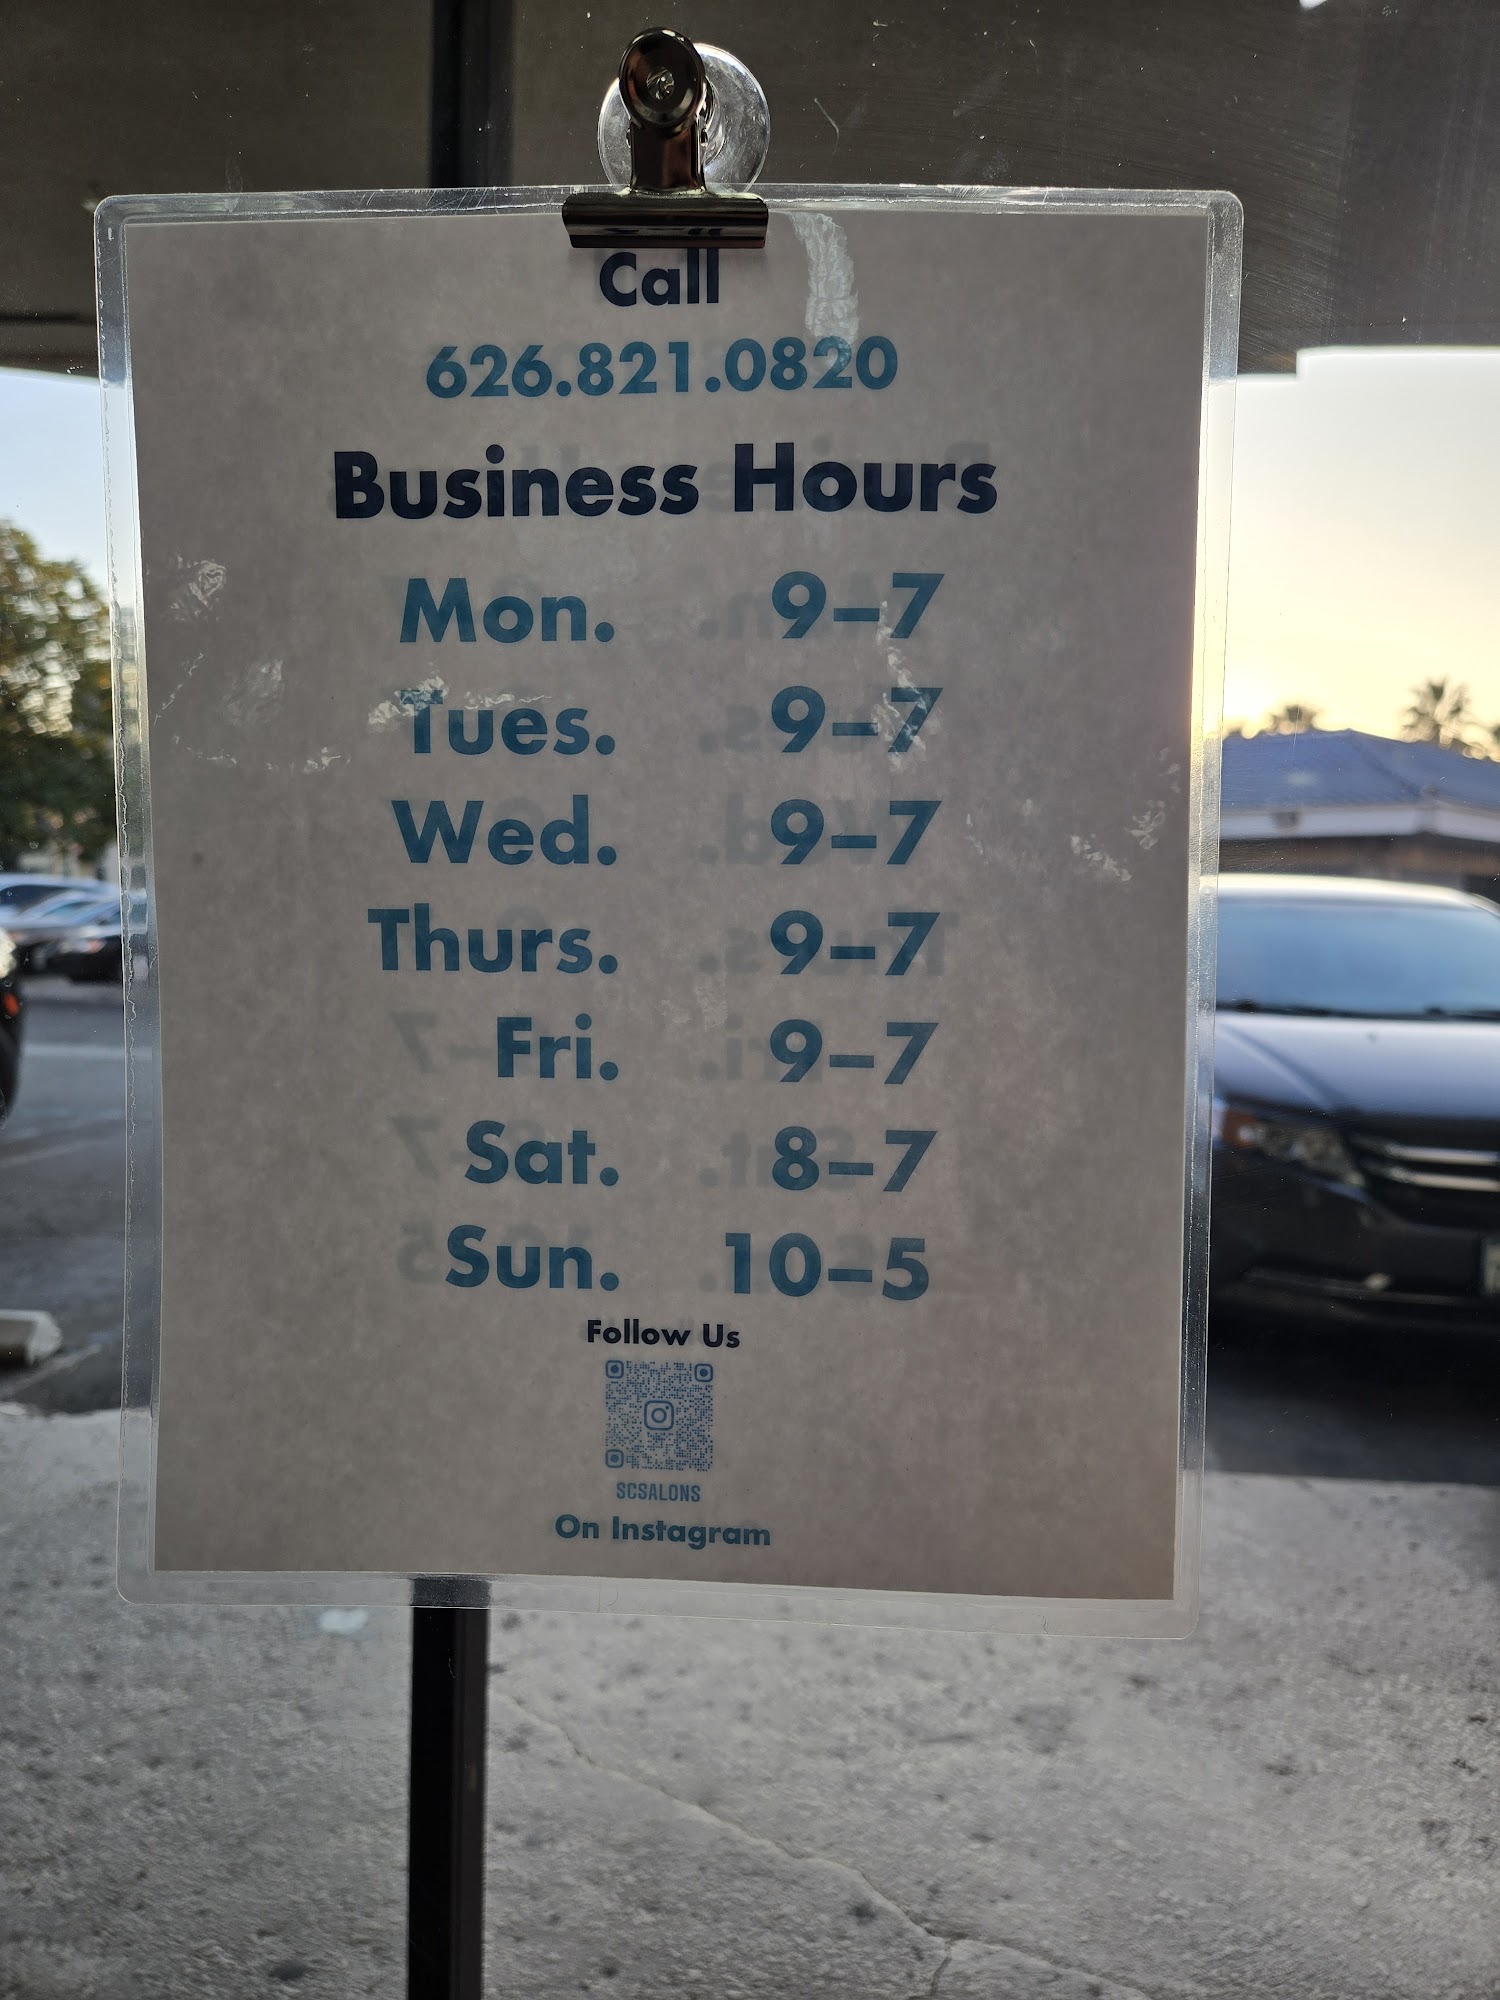 Call
626.821.0820
Business Hours
Mon. 9–7
Tues. 9–7
Wed. 9–7
Thurs. 9–7
Fri. 9–7
Sat. 8–7
Sun. 10–5
Follow Us
SCSALONS
On Instagram